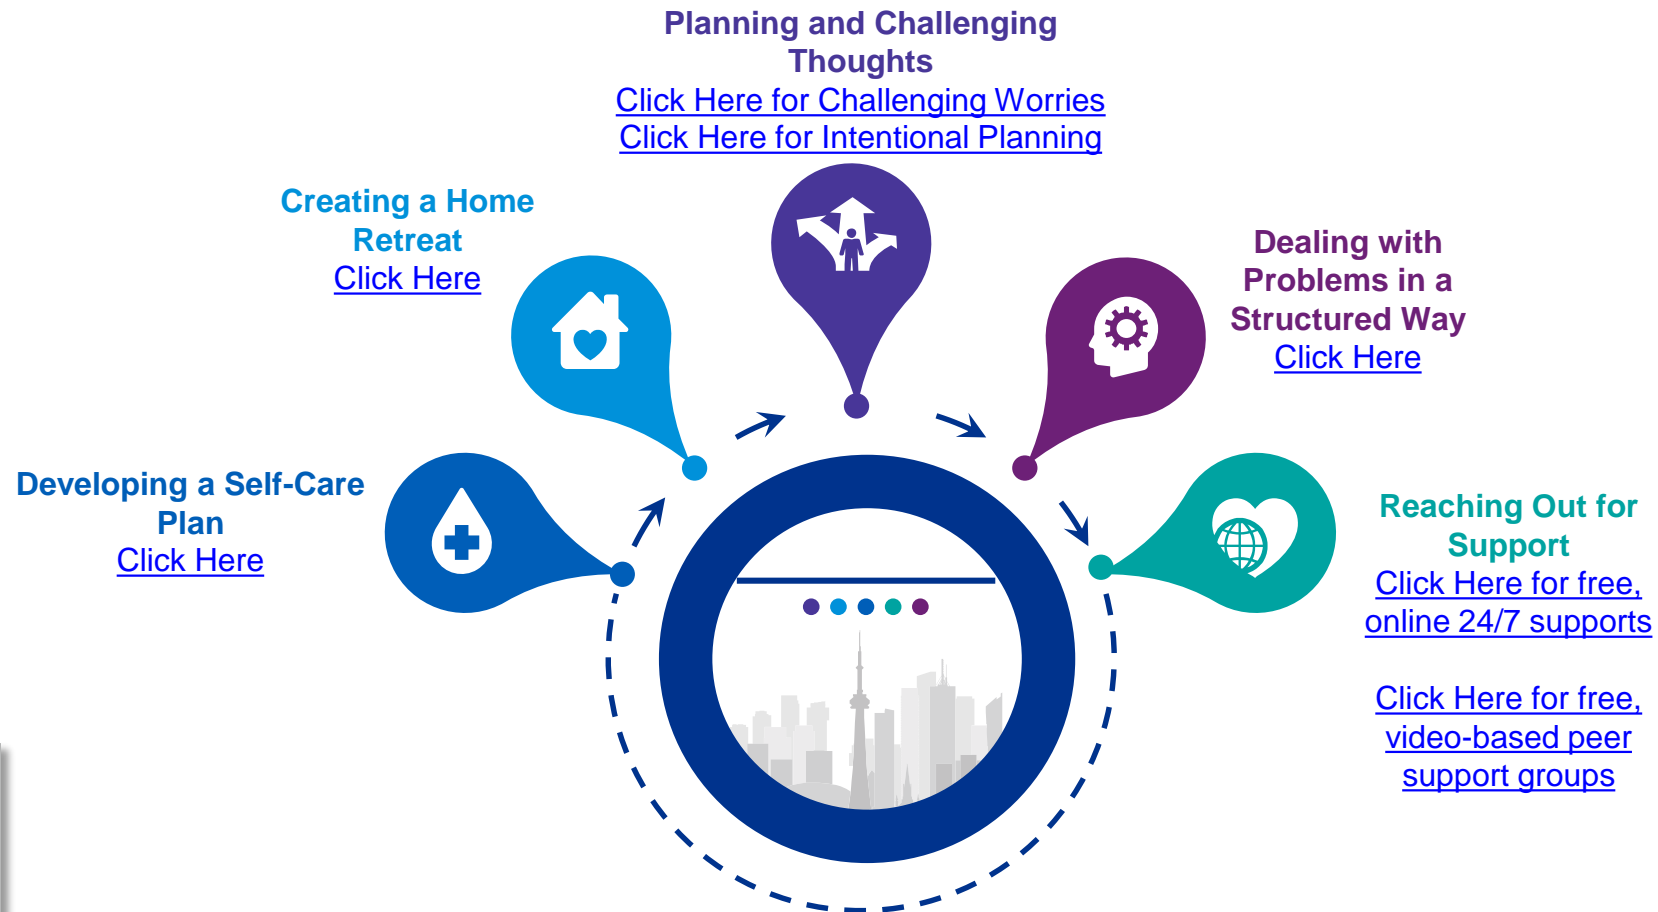 Planning and Challenging
Thoughts
Click Here for Challenging Worries
Click Here for Intentional Planning
Creating a Home
Retreat
Click Here
Dealing with
Problems in a
Structured Way
Click Here
Developing a Self-Care
Plan
Click Here
Reaching Out for
Support
Click Here for free,
online 24/7 supports
Click Here for free,
video-based peer
support groups